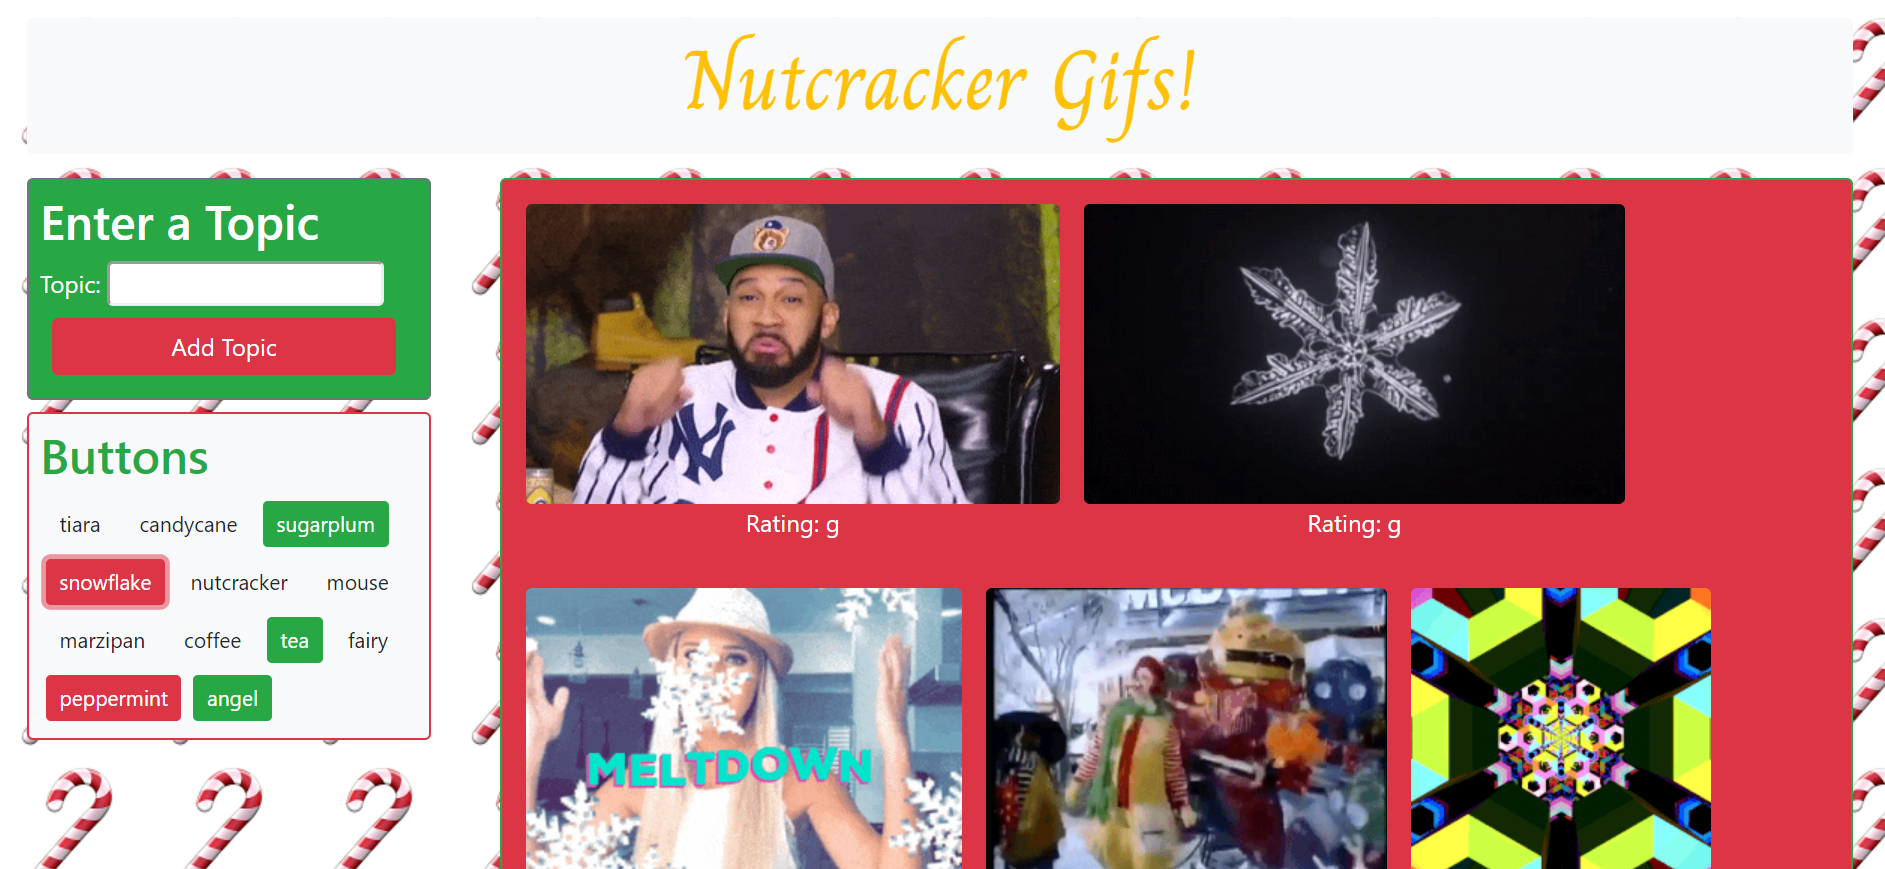 Nutcracker Gifs!
Enter a Topic
Topic:
Add Topic
Buttons
tiara candycane sugarplum
snowflake nutcracker mouse
marzipan coffee tea fairy
peppermint angel
NY
Rating: g Rating: g
MELTDOWN